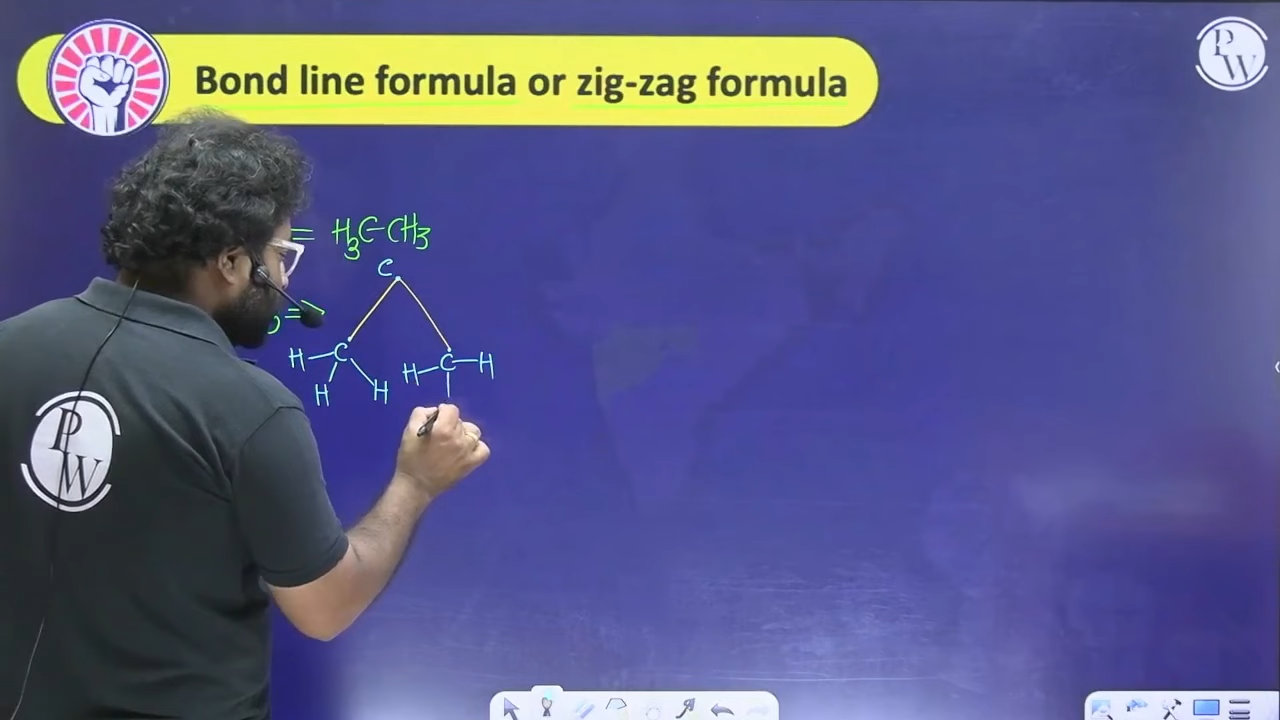 Bond line formula or zig-zag formula
P
W
= H3C-CH3
C
=>
H-C C-H
H-
H H
P
W